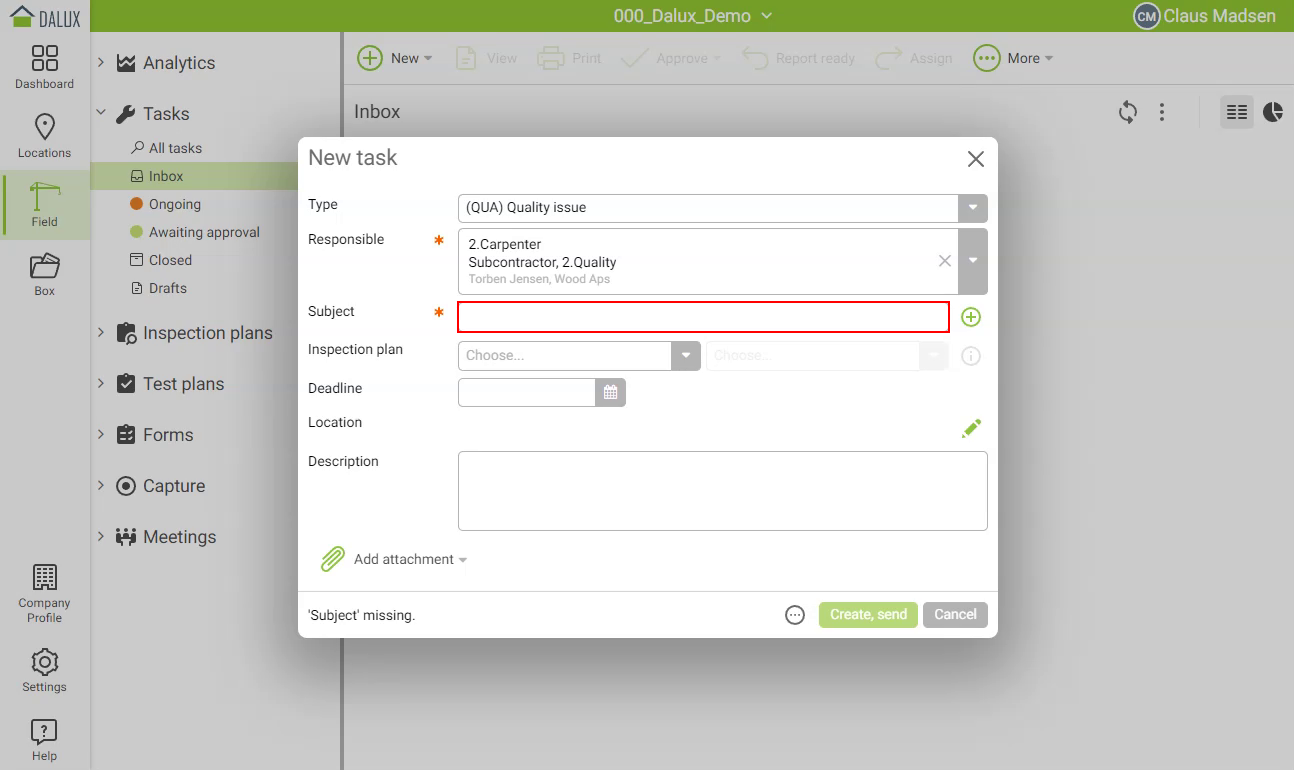 DALUX
000_Dalux_Demo
CM Claus Madsen
Dashboard
Locations
Field
Box
Company
Profile
Settings
Help
Analytics
Tasks
All tasks
Inbox
Ongoing
Awaiting approval
Closed
Drafts
Inspection plans
Test plans
Forms
Capture
Meetings
New View Print Approve Report ready Assign More
Inbox
New task
Type (QUA) Quality issue
Responsible * 2.Carpenter
Subcontractor, 2.Quality
Torben Jensen, Wood Aps
Subject *
Inspection plan Choose... Choose...
Deadline
Location
Description
Add attachment
'Subject' missing. Create, send Cancel